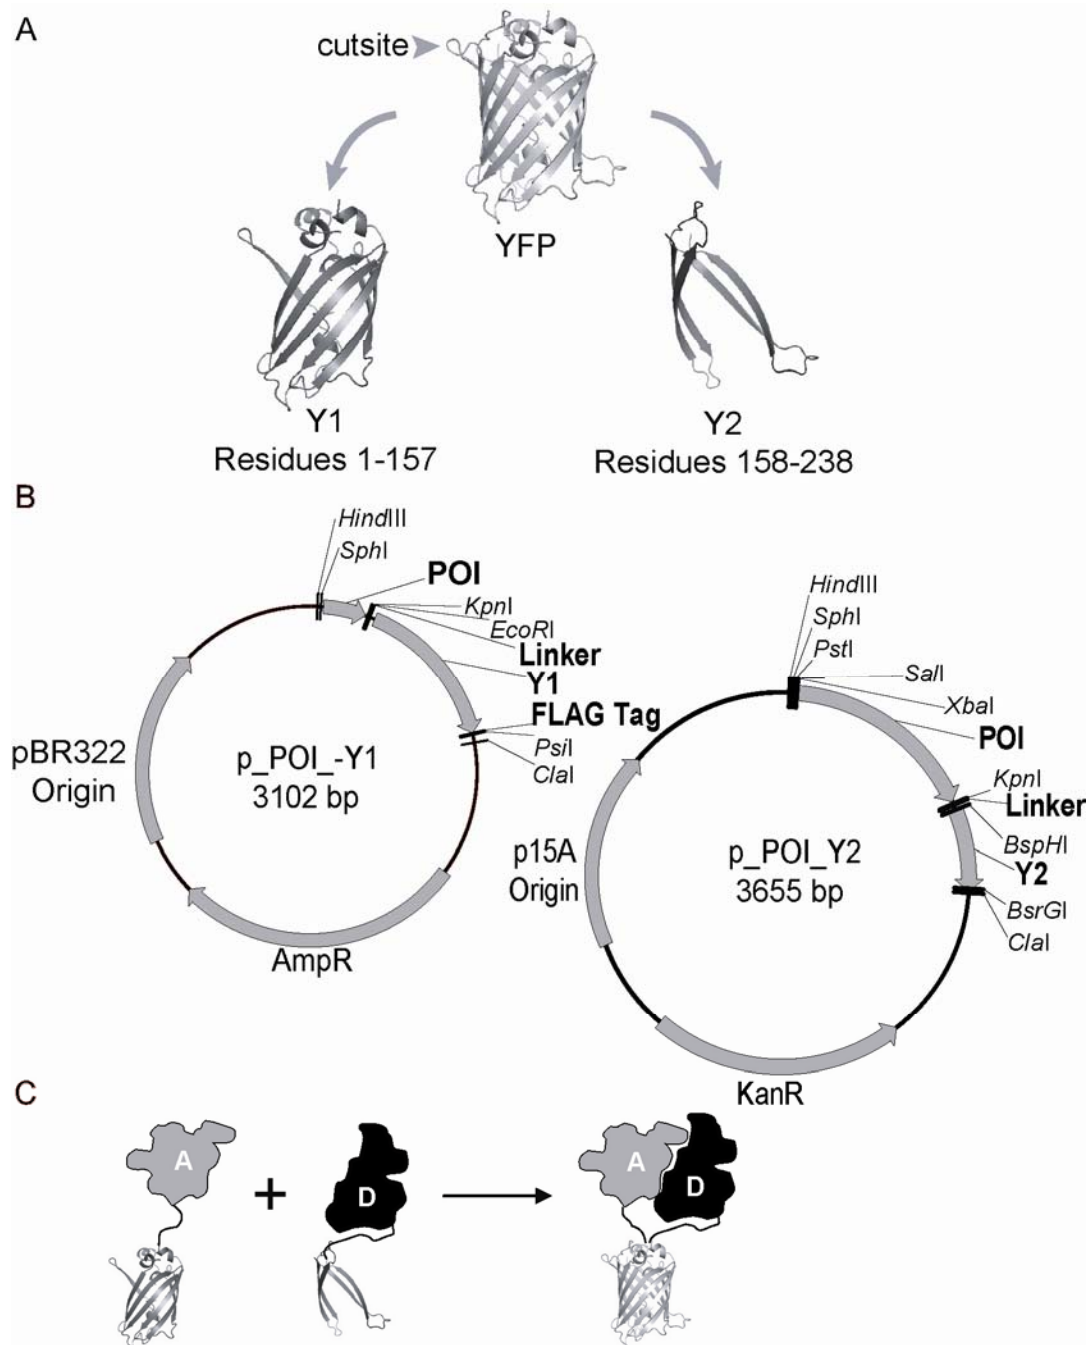 A
cutsite
YFP
Y1
Residues 1-157
Y2
Residues 158-238
B
HindIII
SphI
POI
KpnI
EcoRI
Linker
Y1
FLAG Tag
PsiI
ClaI
pBR322
Origin
p_POI_-Y1
3102 bp
AmpR
HindIII
SphI
PstI
SalI
XbaI
POI
KpnI
Linker
BspHI
Y2
BsrGI
ClaI
p15A
Origin
p_POI_Y2
3655 bp
KanR
C
A
+
D
A
D